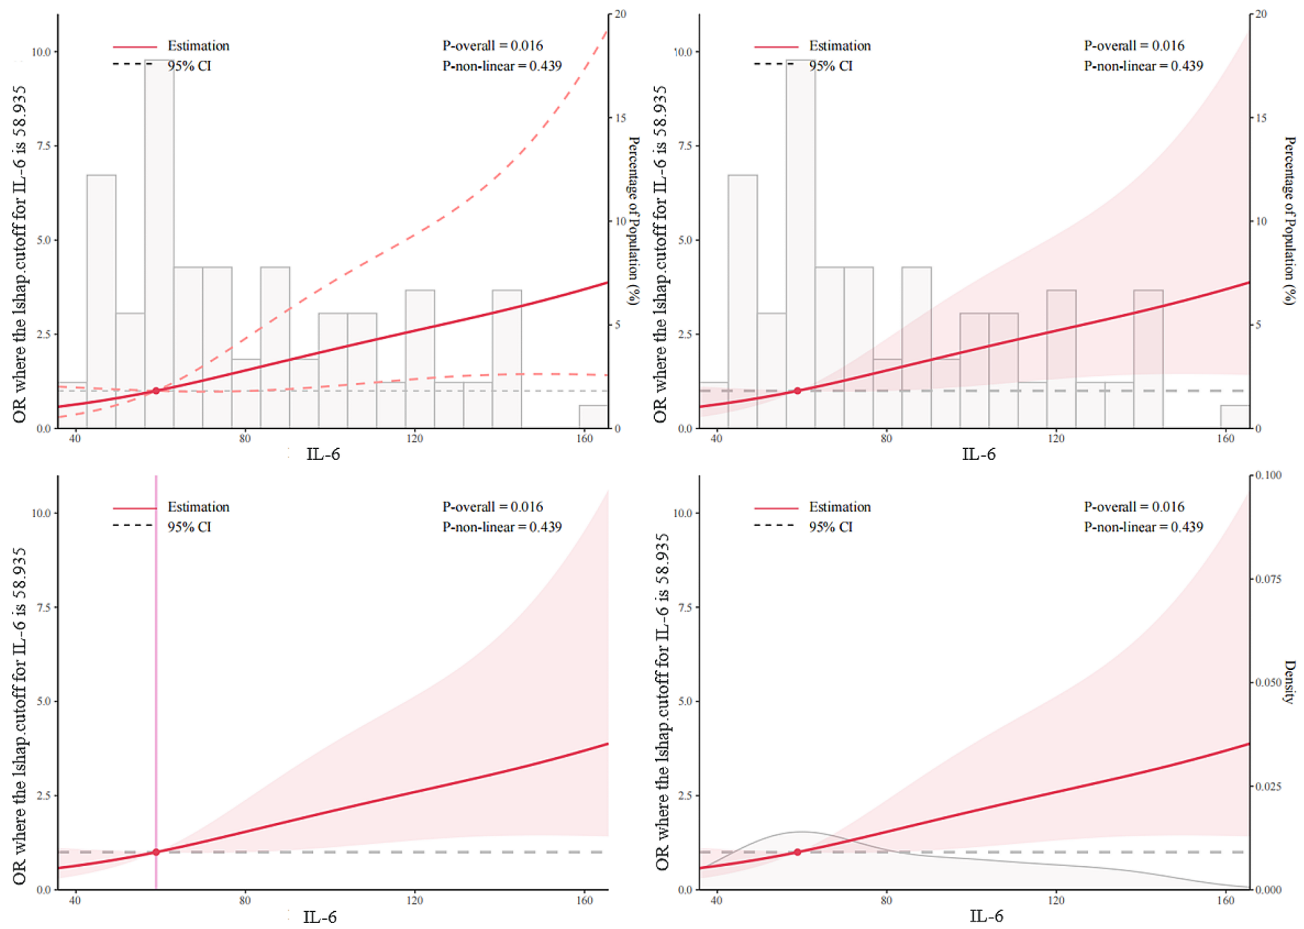 OR where the lshap.cutoff for IL-6 is 58.935
10.0
7.5
5.0
2.5
0.0
Estimation
95% CI
P-overall = 0.016
P-non-linear = 0.439
20
15
10
5
0
Percentage of Population (%)
40
80
120
160
IL-6
OR where the lshap.cutoff for IL-6 is 58.935
10.0
7.5
5.0
2.5
0.0
Estimation
95% CI
P-overall = 0.016
P-non-linear = 0.439
20
15
10
5
0
Percentage of Population (%)
40
80
120
160
IL-6
OR where the lshap.cutoff for IL-6 is 58.935
10.0
7.5
5.0
2.5
0.0
Estimation
95% CI
P-overall = 0.016
P-non-linear = 0.439
40
80
120
160
IL-6
OR where the lshap.cutoff for IL-6 is 58.935
10.0
7.5
5.0
2.5
0.0
Estimation
95% CI
P-overall = 0.016
P-non-linear = 0.439
0.100
0.075
0.050
0.025
0.000
Density
40
80
120
160
IL-6